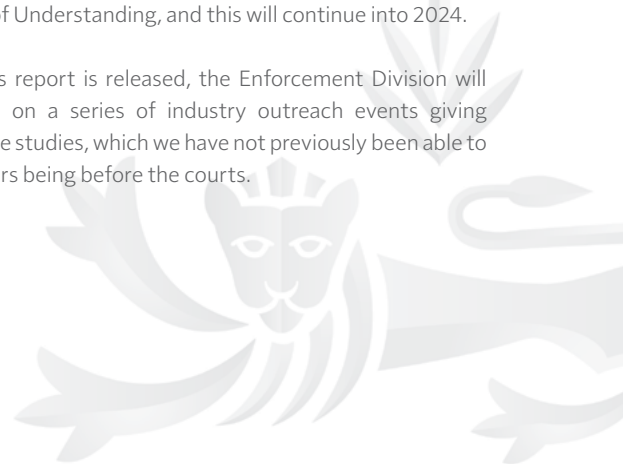 of Understanding, and this will continue into 2024.
s report is released, the Enforcement Division will
on a series of industry outreach events giving
e studies, which we have not previously been able to
rs being before the courts.